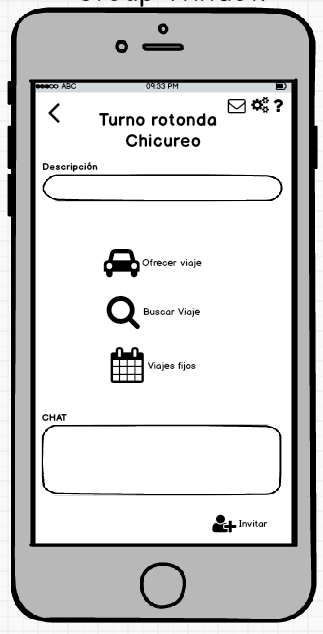 Group Window
ABC 09:33 PM
?
Turno rotonda
Chicureo
Descripción
Ofrecer viaje
Buscar Viaje
Viajes fijos
CHAT
Invitar